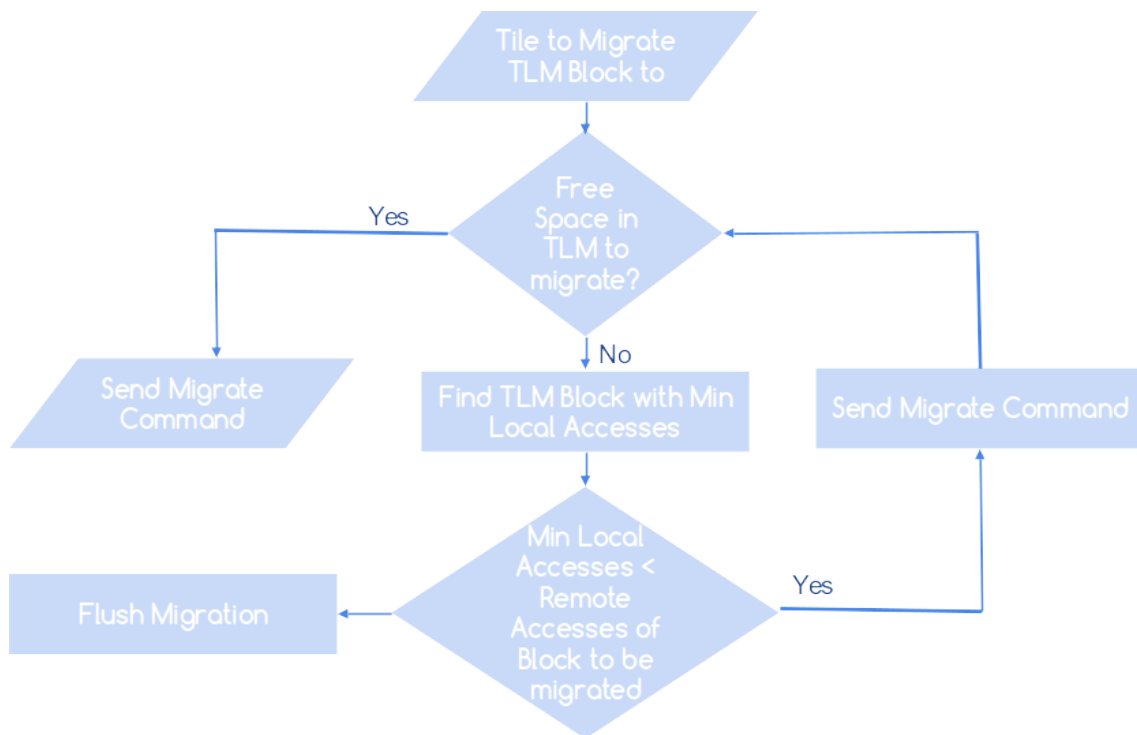 Tile to Migrate
TLM Block to
Free
Space in
TLM to
migrate?
Yes
No
Send Migrate
Command
Find TLM Block with Min
Local Accesses
Send Migrate Command
Min Local
Accesses <
Remote
Accesses of
Block to be
migrated
Yes
Flush Migration